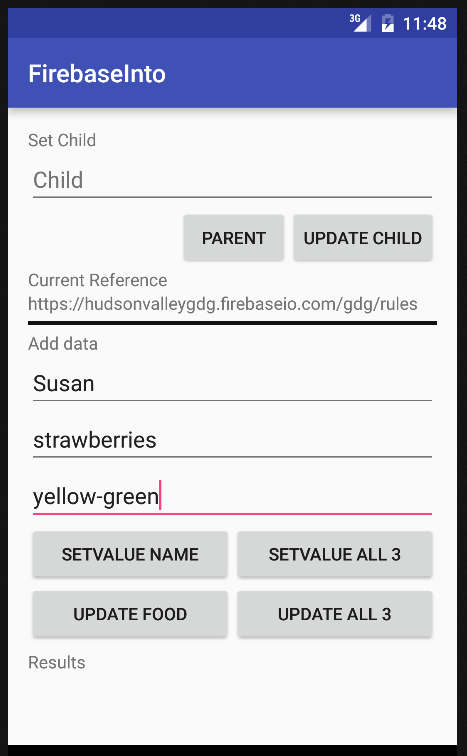 3G 11:48
FirebaseInto
Set Child
Child
PARENT UPDATE CHILD
Current Reference
https://hudsonvalleygdg.firebaseio.com/gdg/rules
Add data
Susan
strawberries
yellow-green
SETVALUE NAME SETVALUE ALL 3
UPDATE FOOD UPDATE ALL 3
Results